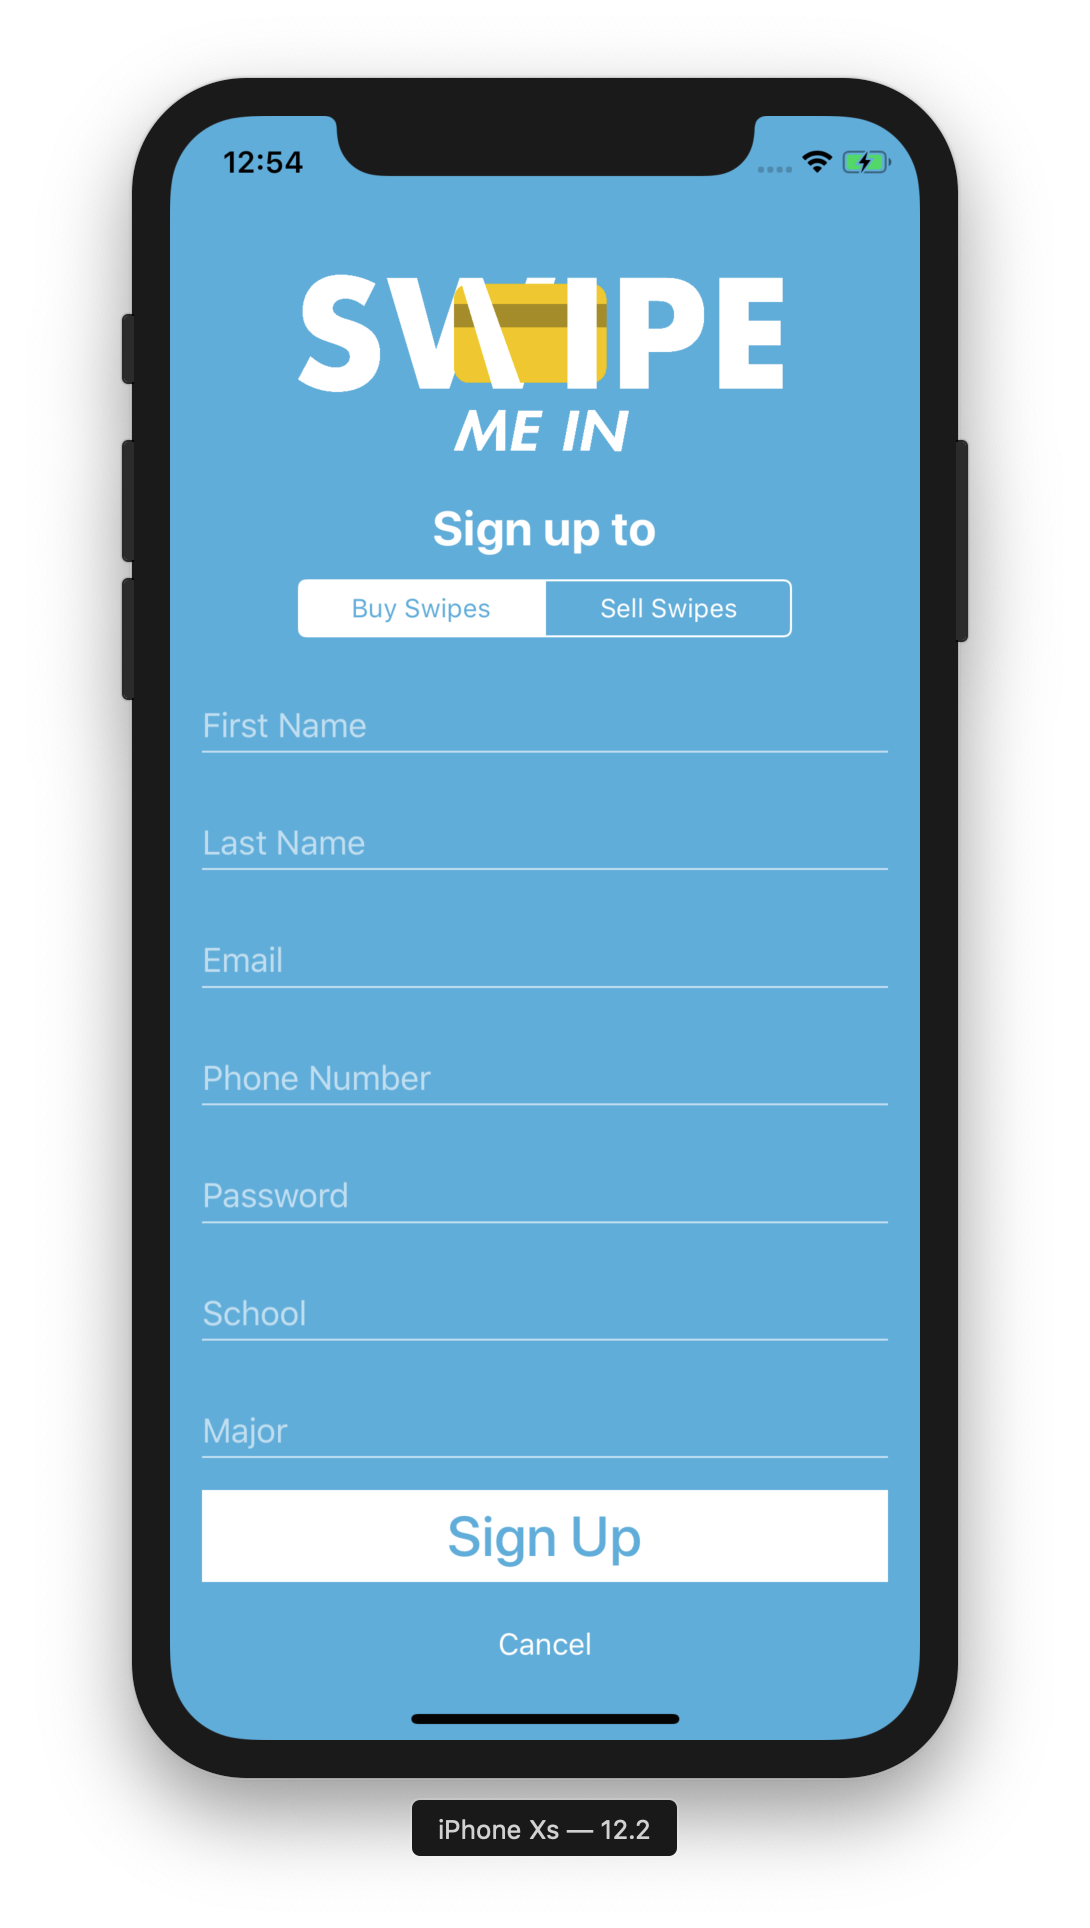 12:54
SWIPE
ME IN
Sign up to
Buy Swipes Sell Swipes
First Name
Last Name
Email
Phone Number
Password
School
Major
Sign Up
Cancel
iPhone Xs — 12.2